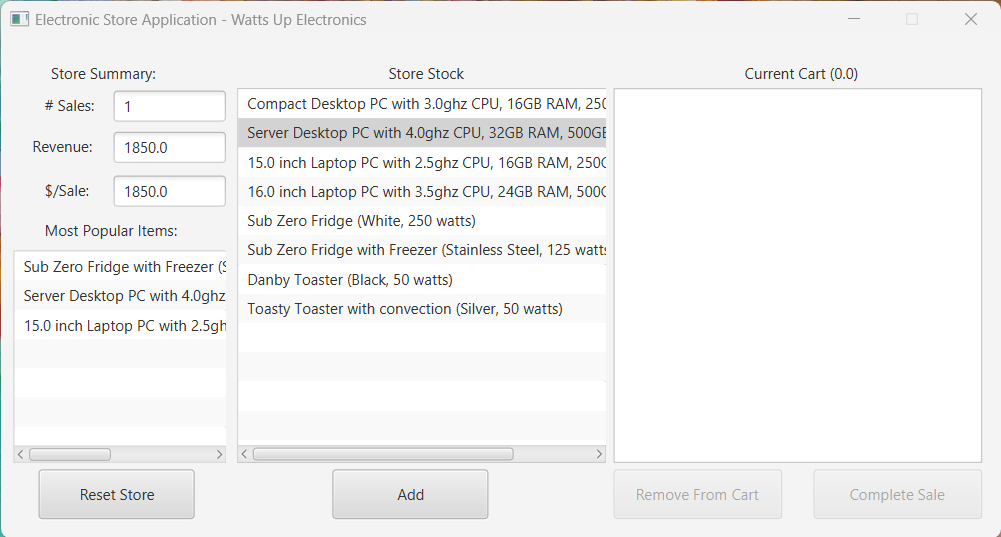 Electronic Store Application - Watts Up Electronics
Store Summary:
# Sales: 1
Revenue: 1850.0
$/Sale: 1850.0
Most Popular Items:
Sub Zero Fridge with Freezer (S
Server Desktop PC with 4.0ghz
15.0 inch Laptop PC with 2.5gh
Reset Store
Store Stock
Compact Desktop PC with 3.0ghz CPU, 16GB RAM, 250
Server Desktop PC with 4.0ghz CPU, 32GB RAM, 500GB
15.0 inch Laptop PC with 2.5ghz CPU, 16GB RAM, 250G
16.0 inch Laptop PC with 3.5ghz CPU, 24GB RAM, 500G
Sub Zero Fridge (White, 250 watts)
Sub Zero Fridge with Freezer (Stainless Steel, 125 watts
Danby Toaster (Black, 50 watts)
Toasty Toaster with convection (Silver, 50 watts)
Add
Current Cart (0.0)
Remove From Cart
Complete Sale